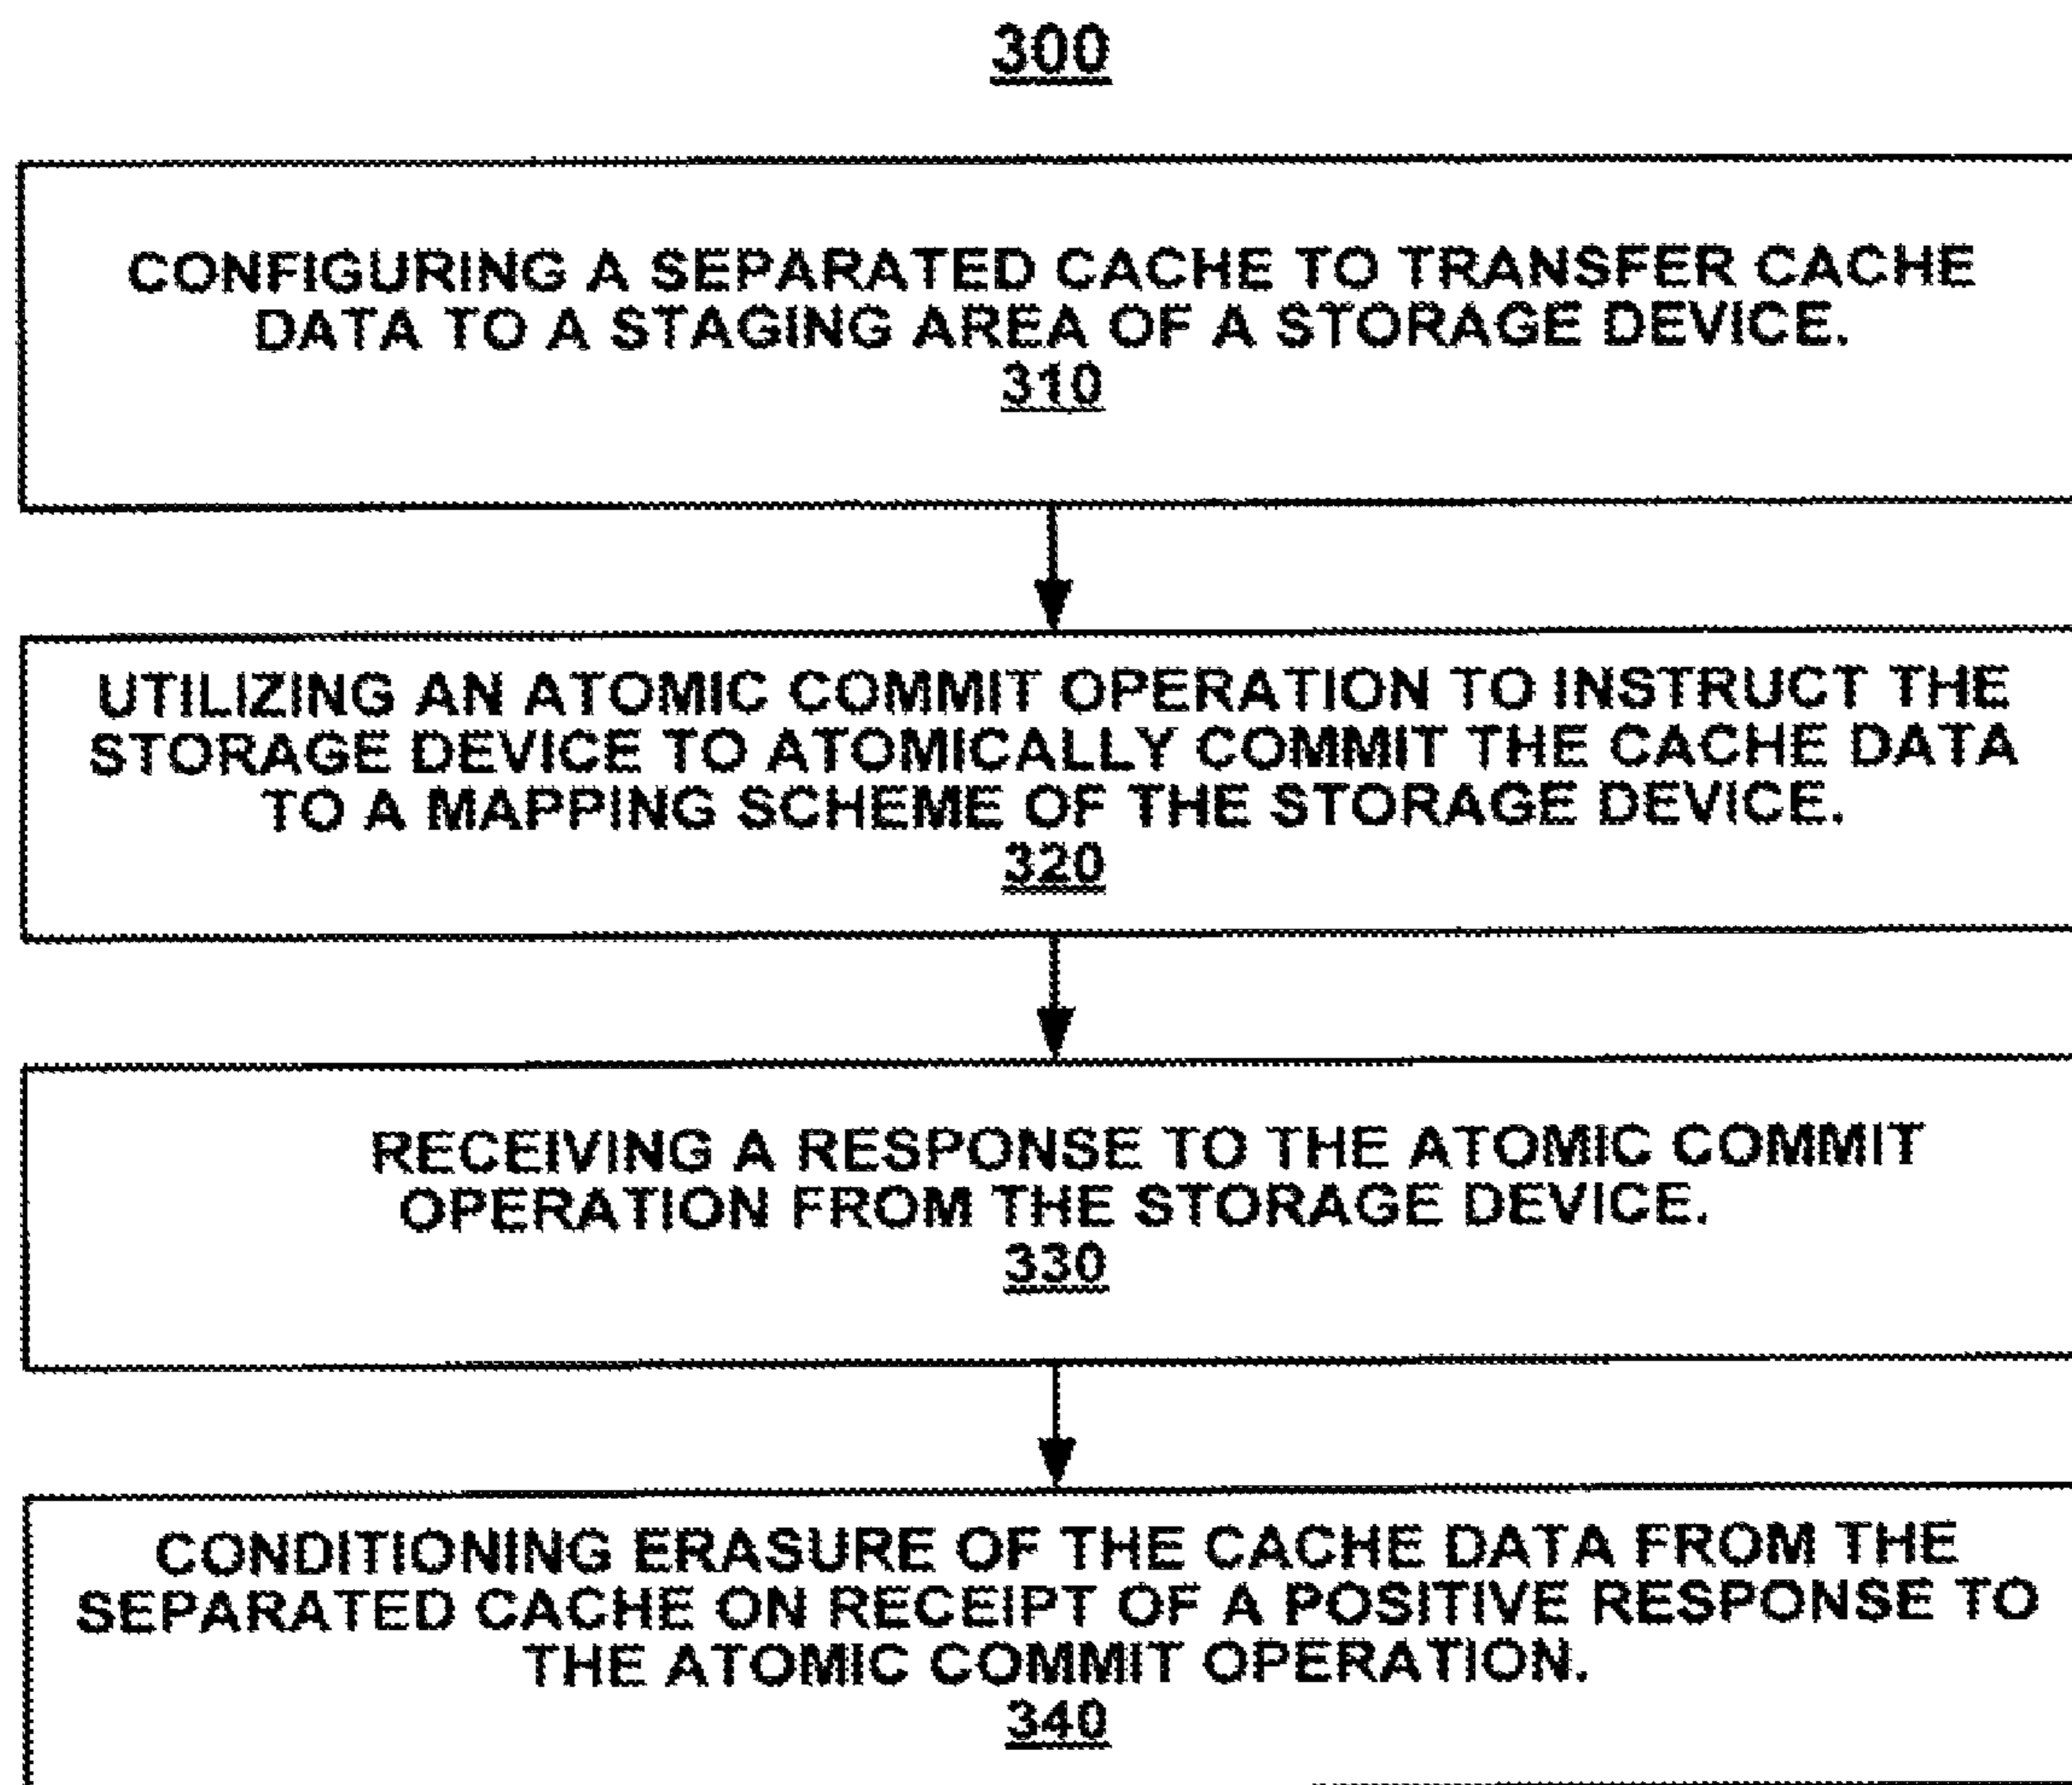 300
CONFIGURING A SEPARATED CACHE TO TRANSFER CACHE
DATA TO A STAGING AREA OF A STORAGE DEVICE.
310
UTILIZING AN ATOMIC COMMIT OPERATION TO INSTRUCT THE
STORAGE DEVICE TO ATOMICALLY COMMIT THE CACHE DATA
TO A MAPPING SCHEME OF THE STORAGE DEVICE.
320
RECEIVING A RESPONSE TO THE ATOMIC COMMIT
OPERATION FROM THE STORAGE DEVICE.
330
CONDITIONING ERASURE OF THE CACHE DATA FROM THE
SEPARATED CACHE ON RECEIPT OF A POSITIVE RESPONSE TO
THE ATOMIC COMMIT OPERATION.
340